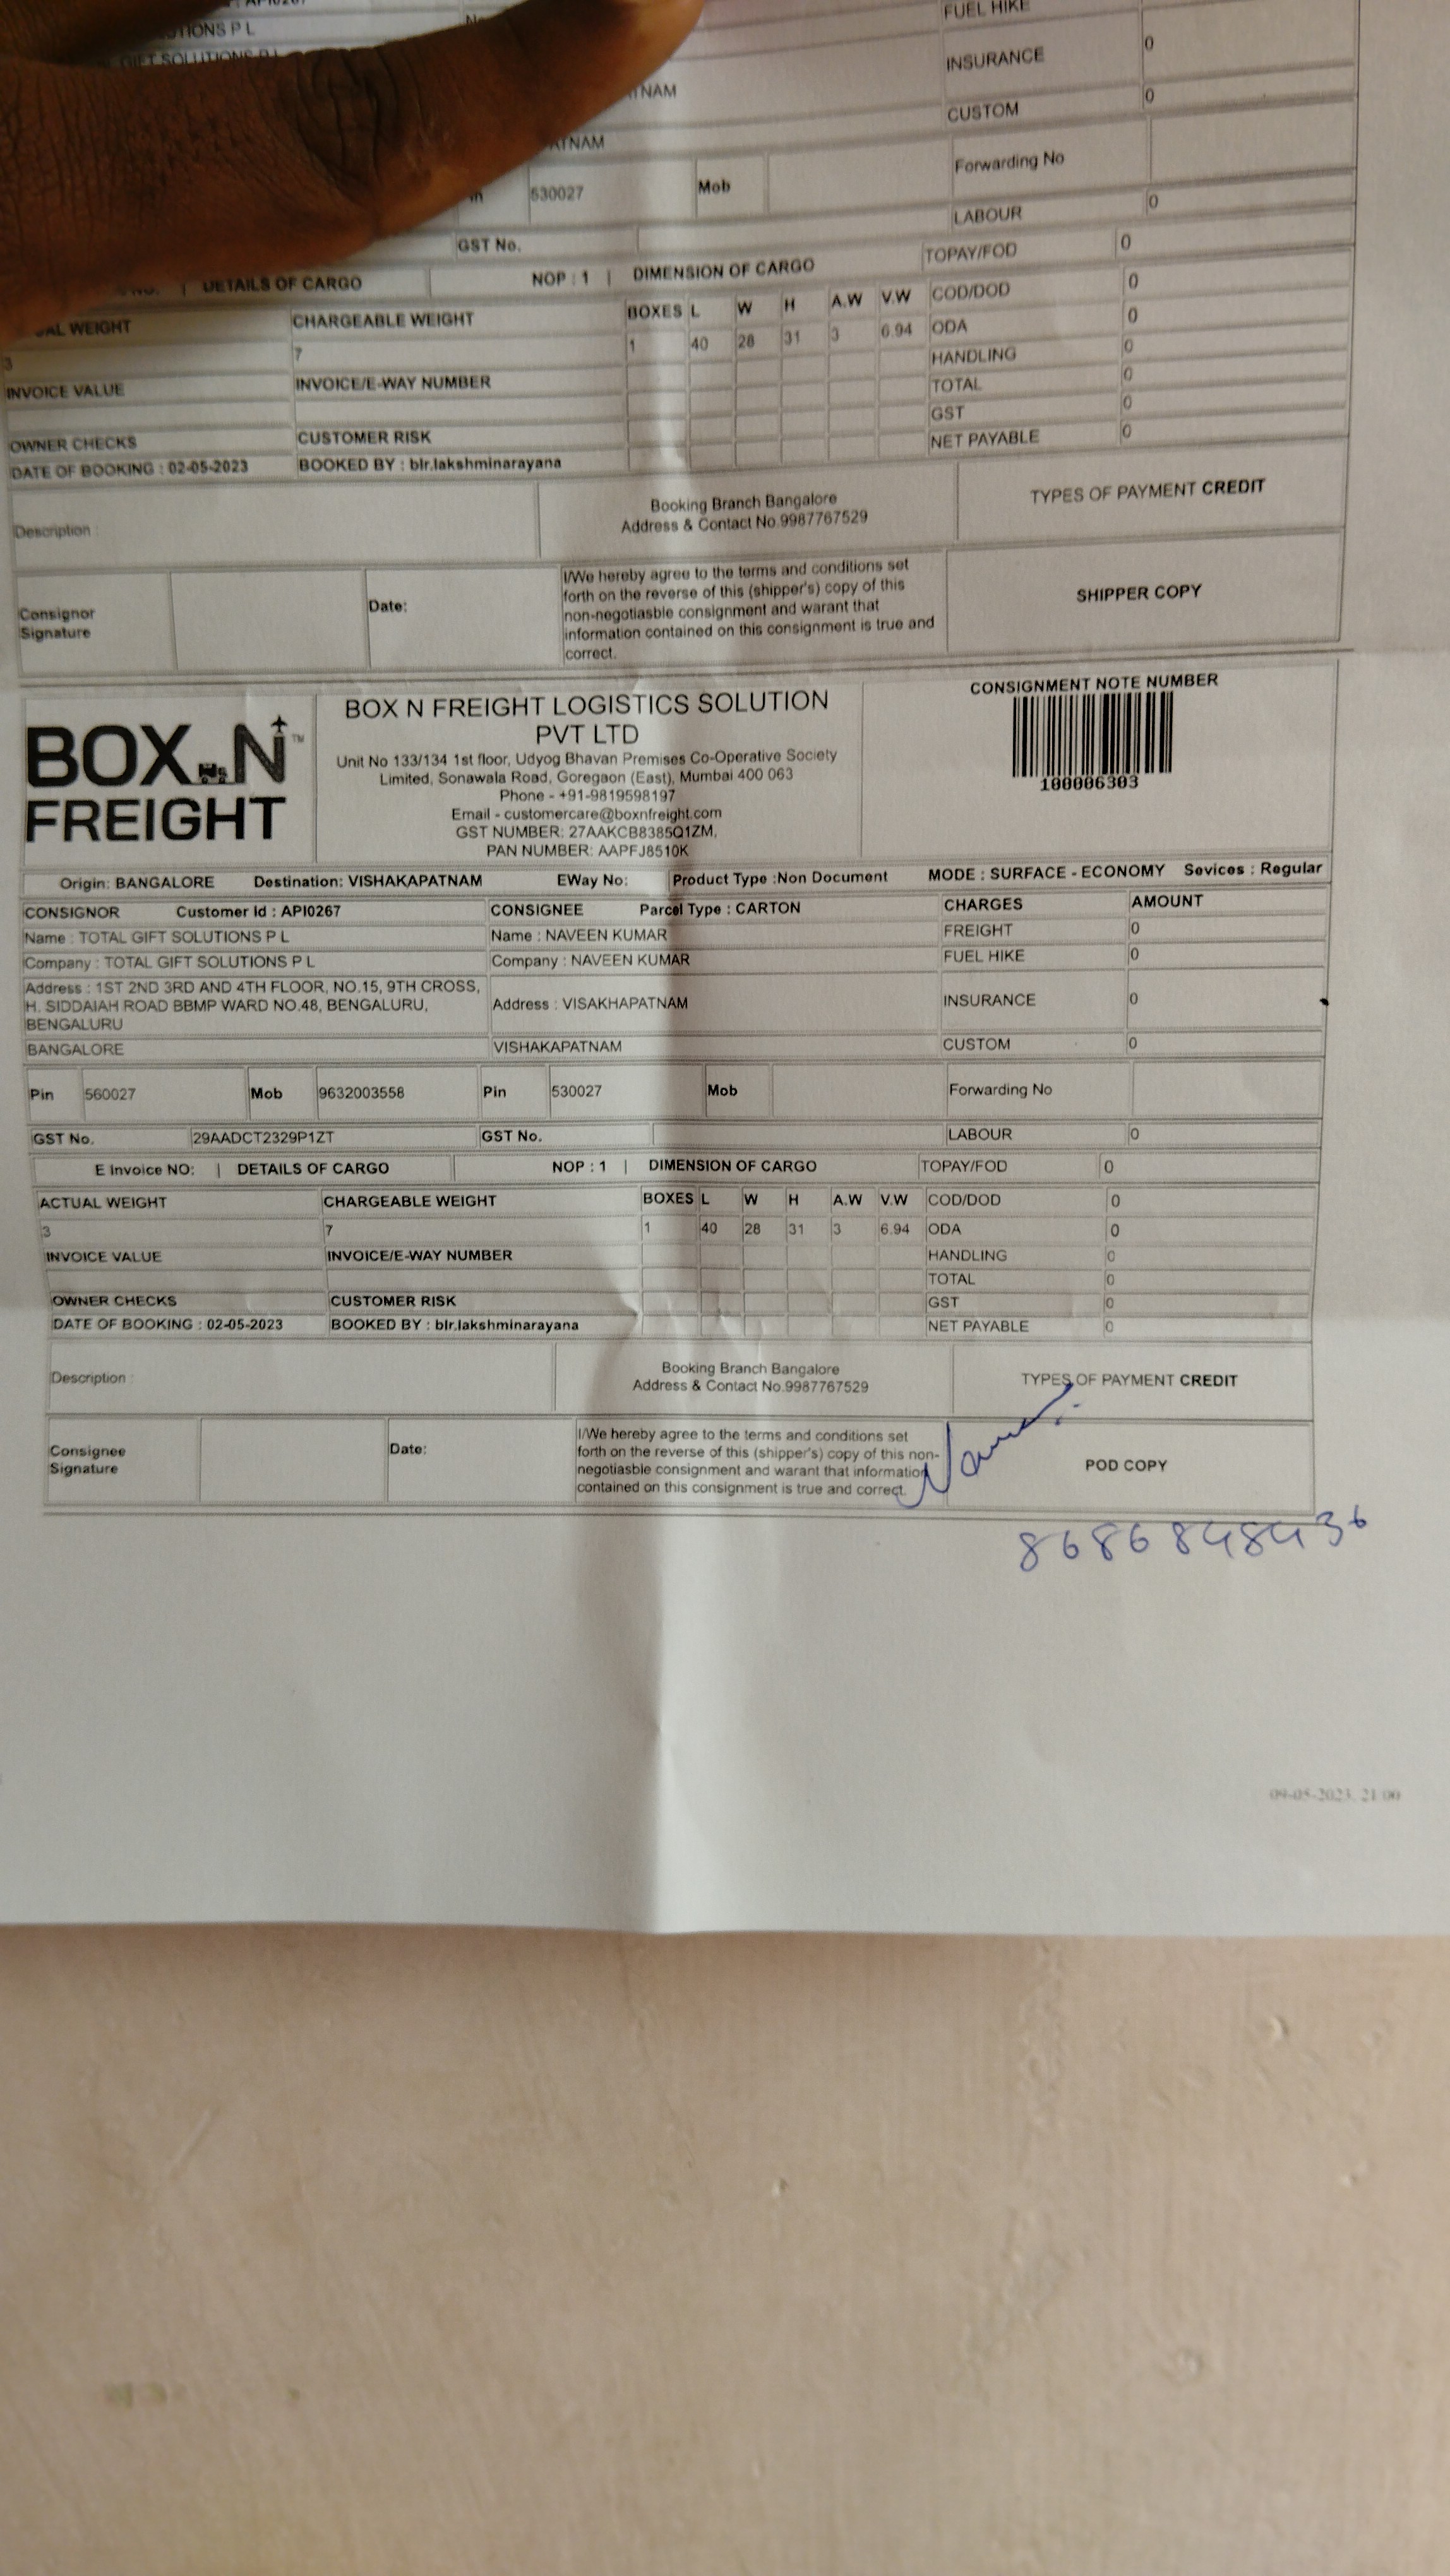 TIONS P L
FUEL HIKE
INSURANCE 0
CUSTOM 0
530027 Mob Forwarding No
GST No. LABOUR 0
DETAILS OF CARGO NOP : 1 | DIMENSION OF CARGO TOPAY/FOD 0
WEIGHT CHARGEABLE WEIGHT BOXES L W H A.W V.W COD/DOD 0
3 7 1 40 28 31 3 6.94 ODA 0
HANDLING 0
INVOICE VALUE INVOICE/E-WAY NUMBER TOTAL 0
GST 0
OWNER CHECKS CUSTOMER RISK NET PAYABLE 0
DATE OF BOOKING : 02-05-2023 BOOKED BY : blr.lakshminarayana
Description : Booking Branch Bangalore TYPES OF PAYMENT CREDIT
Address & Contact No.9987767529
Consignor Signature Date: I/We hereby agree to the terms and conditions set SHIPPER COPY
forth on the reverse of this (shipper's) copy of this
non-negotiasble consignment and warant that
information contained on this consignment is true and
correct.
BOX N FREIGHT
BOX N FREIGHT LOGISTICS SOLUTION
PVT LTD
Unit No 133/134 1st floor, Udyog Bhavan Premises Co-Operative Society
Limited, Sonawala Road, Goregaon (East), Mumbai 400 063
Phone - +91-9819598197
Email - customercare@boxnfreight.com
GST NUMBER: 27AAKCB8385Q1ZM,
PAN NUMBER: AAPFJ8510K
CONSIGNMENT NOTE NUMBER
100006303
Origin: BANGALORE Destination: VISHAKAPATNAM EWay No: Product Type :Non Document MODE : SURFACE - ECONOMY Sevices : Regular
CONSIGNOR Customer Id : API0267 CONSIGNEE Parcel Type : CARTON CHARGES AMOUNT
Name : TOTAL GIFT SOLUTIONS P L Name : NAVEEN KUMAR FREIGHT 0
Company : TOTAL GIFT SOLUTIONS P L Company : NAVEEN KUMAR FUEL HIKE 0
Address : 1ST 2ND 3RD AND 4TH FLOOR, NO.15, 9TH CROSS,
H. SIDDAIAH ROAD BBMP WARD NO.48, BENGALURU, Address : VISAKHAPATNAM INSURANCE 0
BENGALURU
BANGALORE VISHAKAPATNAM CUSTOM 0
Pin 560027 Mob 9632003558 Pin 530027 Mob Forwarding No
GST No. 29AADCT2329P1ZT GST No. LABOUR 0
E Invoice NO: | DETAILS OF CARGO NOP : 1 | DIMENSION OF CARGO TOPAY/FOD 0
ACTUAL WEIGHT CHARGEABLE WEIGHT BOXES L W H A.W V.W COD/DOD 0
3 7 1 40 28 31 3 6.94 ODA 0
INVOICE VALUE INVOICE/E-WAY NUMBER HANDLING 0
TOTAL 0
OWNER CHECKS CUSTOMER RISK GST 0
DATE OF BOOKING : 02-05-2023 BOOKED BY : blr.lakshminarayana NET PAYABLE 0
Description : Booking Branch Bangalore TYPES OF PAYMENT CREDIT
Address & Contact No.9987767529
Consignee Signature Date: I/We hereby agree to the terms and conditions set POD COPY
forth on the reverse of this (shipper's) copy of this non-
negotiasble consignment and warant that information
contained on this consignment is true and correct.
8686848436
09-05-2023, 21:00